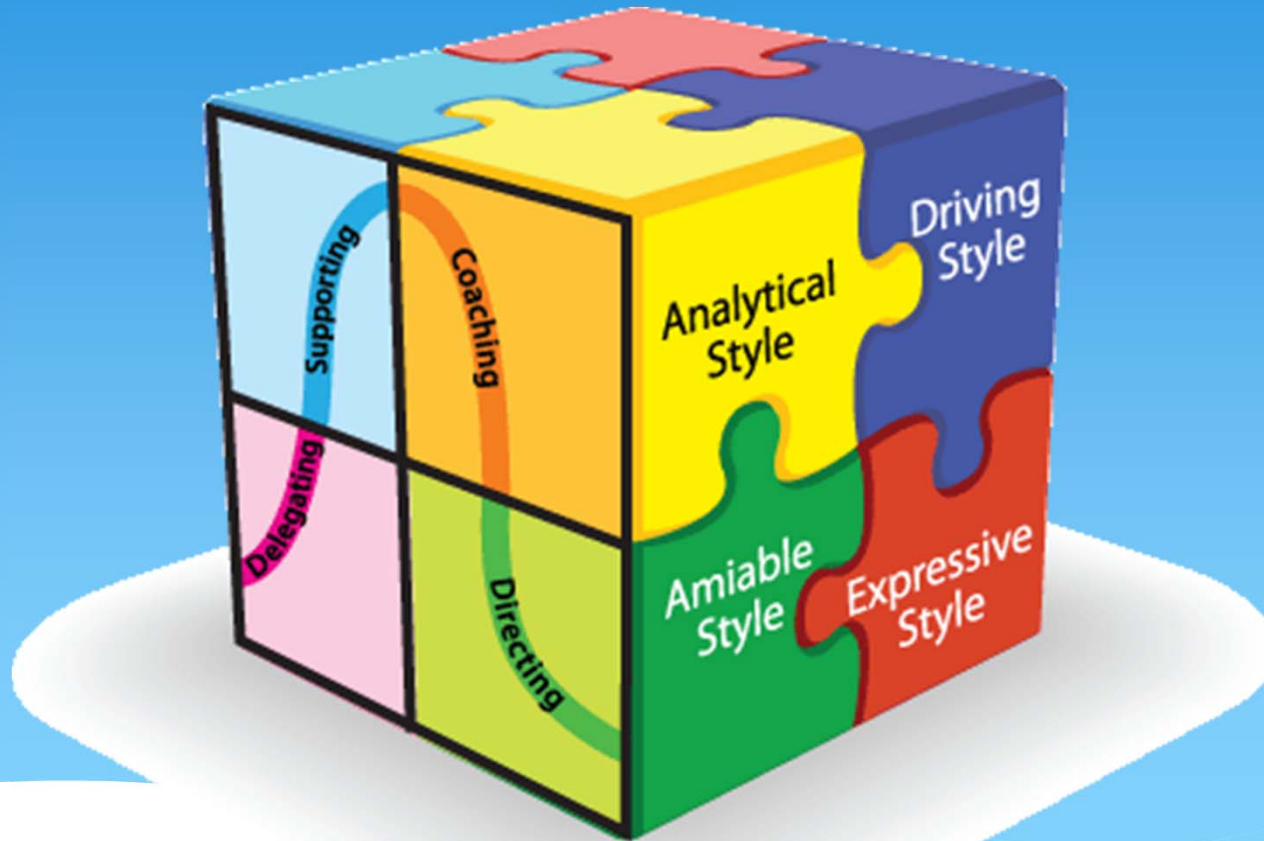 Supporting
Coaching
Delegating
Directing
Analytical
Style
Driving
Style
Amiable
Style
Expressive
Style